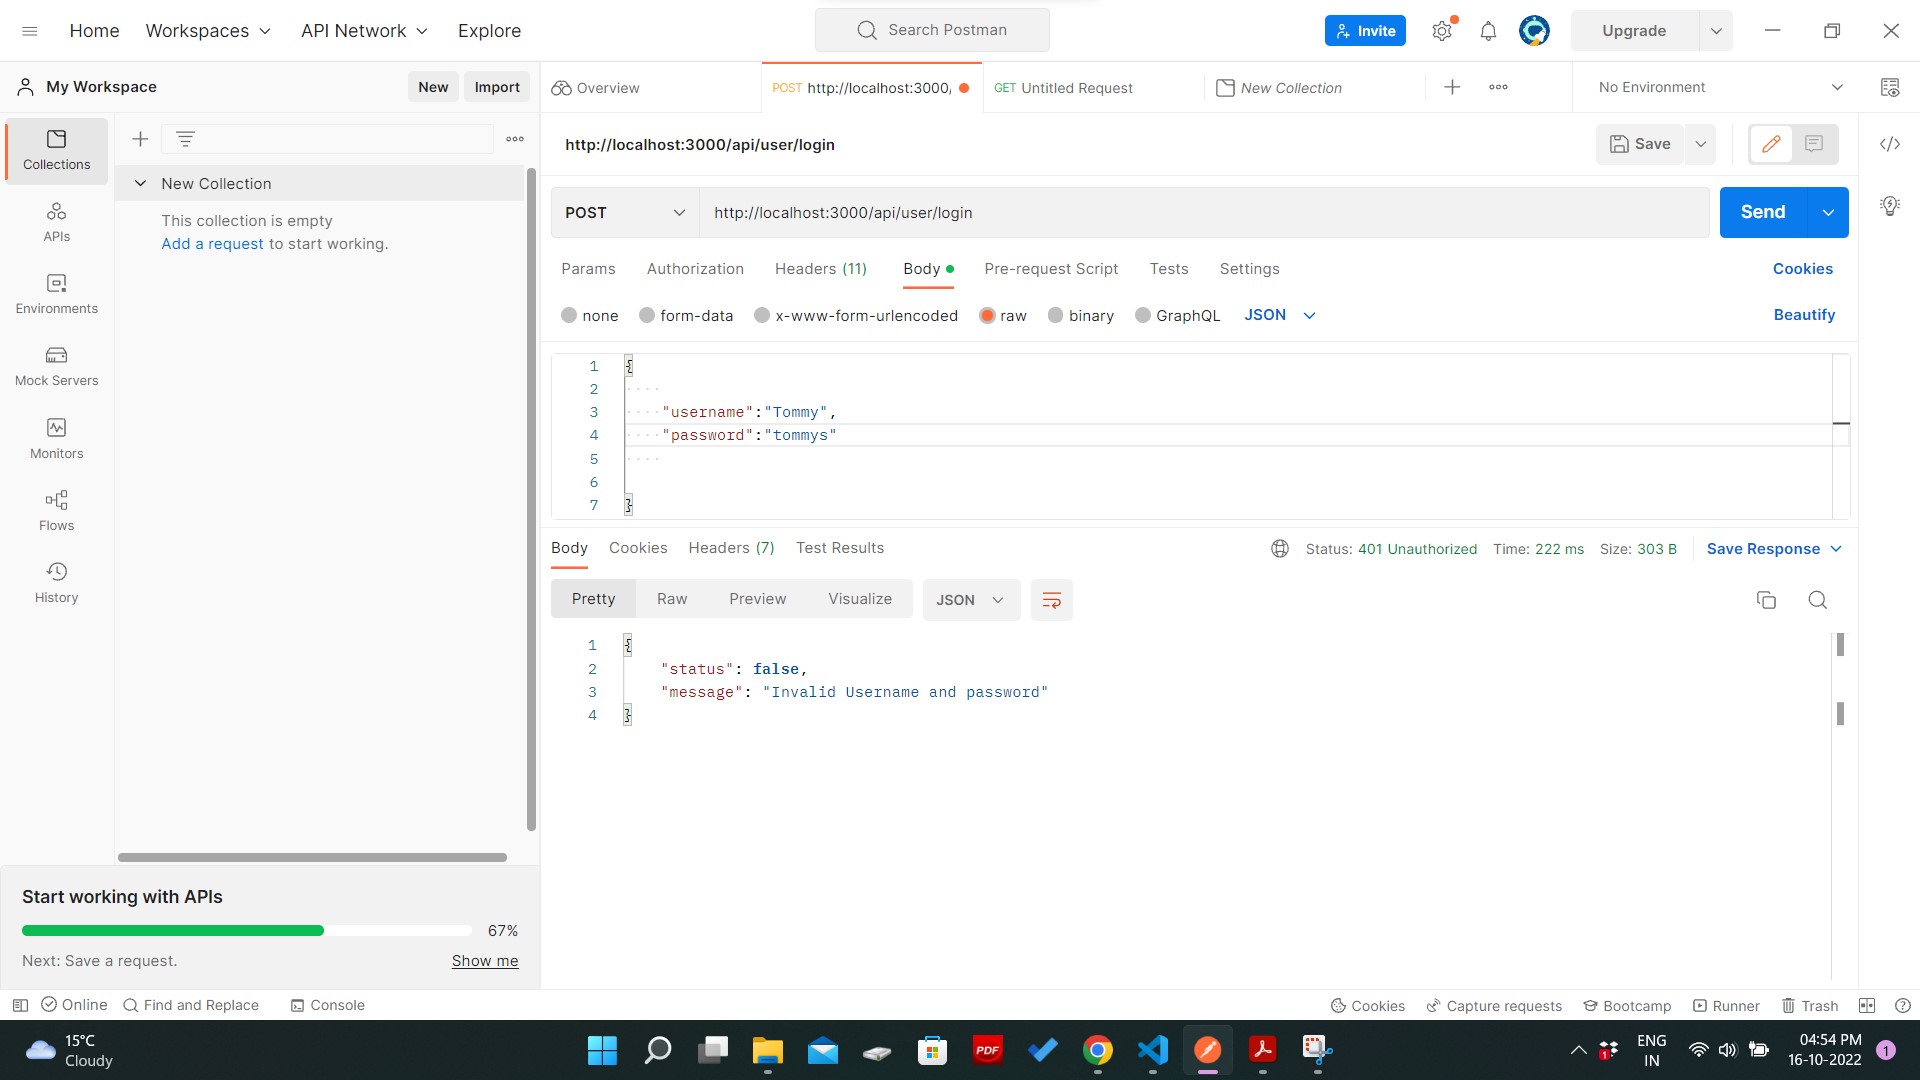 Home
Workspaces
API Network
Explore
Search Postman
Invite
Upgrade
My Workspace
New
Import
Overview
POST http://localhost:3000,
GET Untitled Request
New Collection
No Environment
Collections
APIs
Environments
Mock Servers
Monitors
Flows
History
New Collection
This collection is empty
Add a request to start working.
http://localhost:3000/api/user/login
Save
POST
http://localhost:3000/api/user/login
Send
Params
Authorization
Headers (11)
Body
Pre-request Script
Tests
Settings
Cookies
none
form-data
x-www-form-urlencoded
raw
binary
GraphQL
JSON
Beautify
1 {
2
3 "username":"Tommy",
4 "password":"tommys"
5
6
7 }
Body
Cookies
Headers (7)
Test Results
Status: 401 Unauthorized
Time: 222 ms
Size: 303 B
Save Response
Pretty
Raw
Preview
Visualize
JSON
1 {
2 "status": false,
3 "message": "Invalid Username and password"
4 }
Start working with APIs
67%
Next: Save a request.
Show me
Online
Find and Replace
Console
Cookies
Capture requests
Bootcamp
Runner
Trash
15°C
Cloudy
PDF
1
ENG
IN
04:54 PM
16-10-2022
1